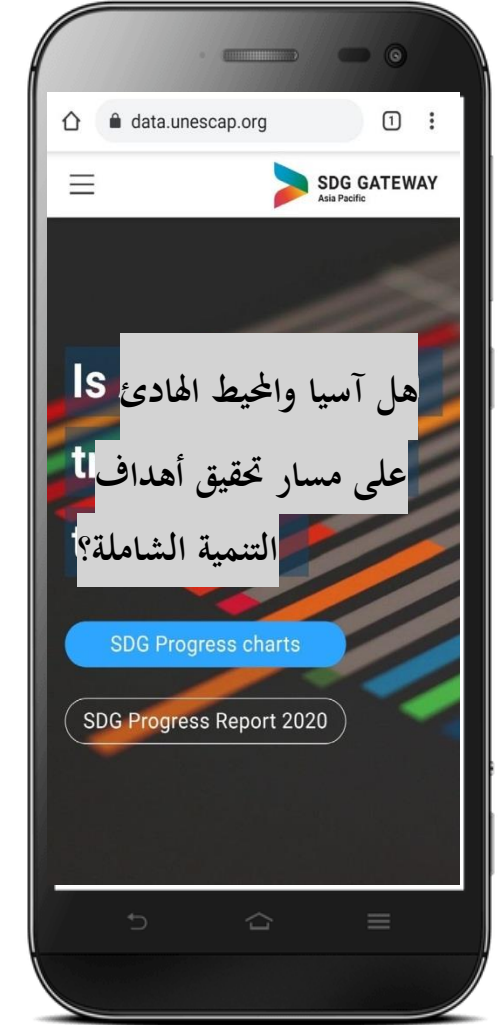 data.unescap.org
1
SDG GATEWAY
Asia Pacific
Is
هل آسيا والمحيط الهادئ
على مسار تحقيق أهداف
التنمية الشاملة؟
SDG Progress charts
SDG Progress Report 2020